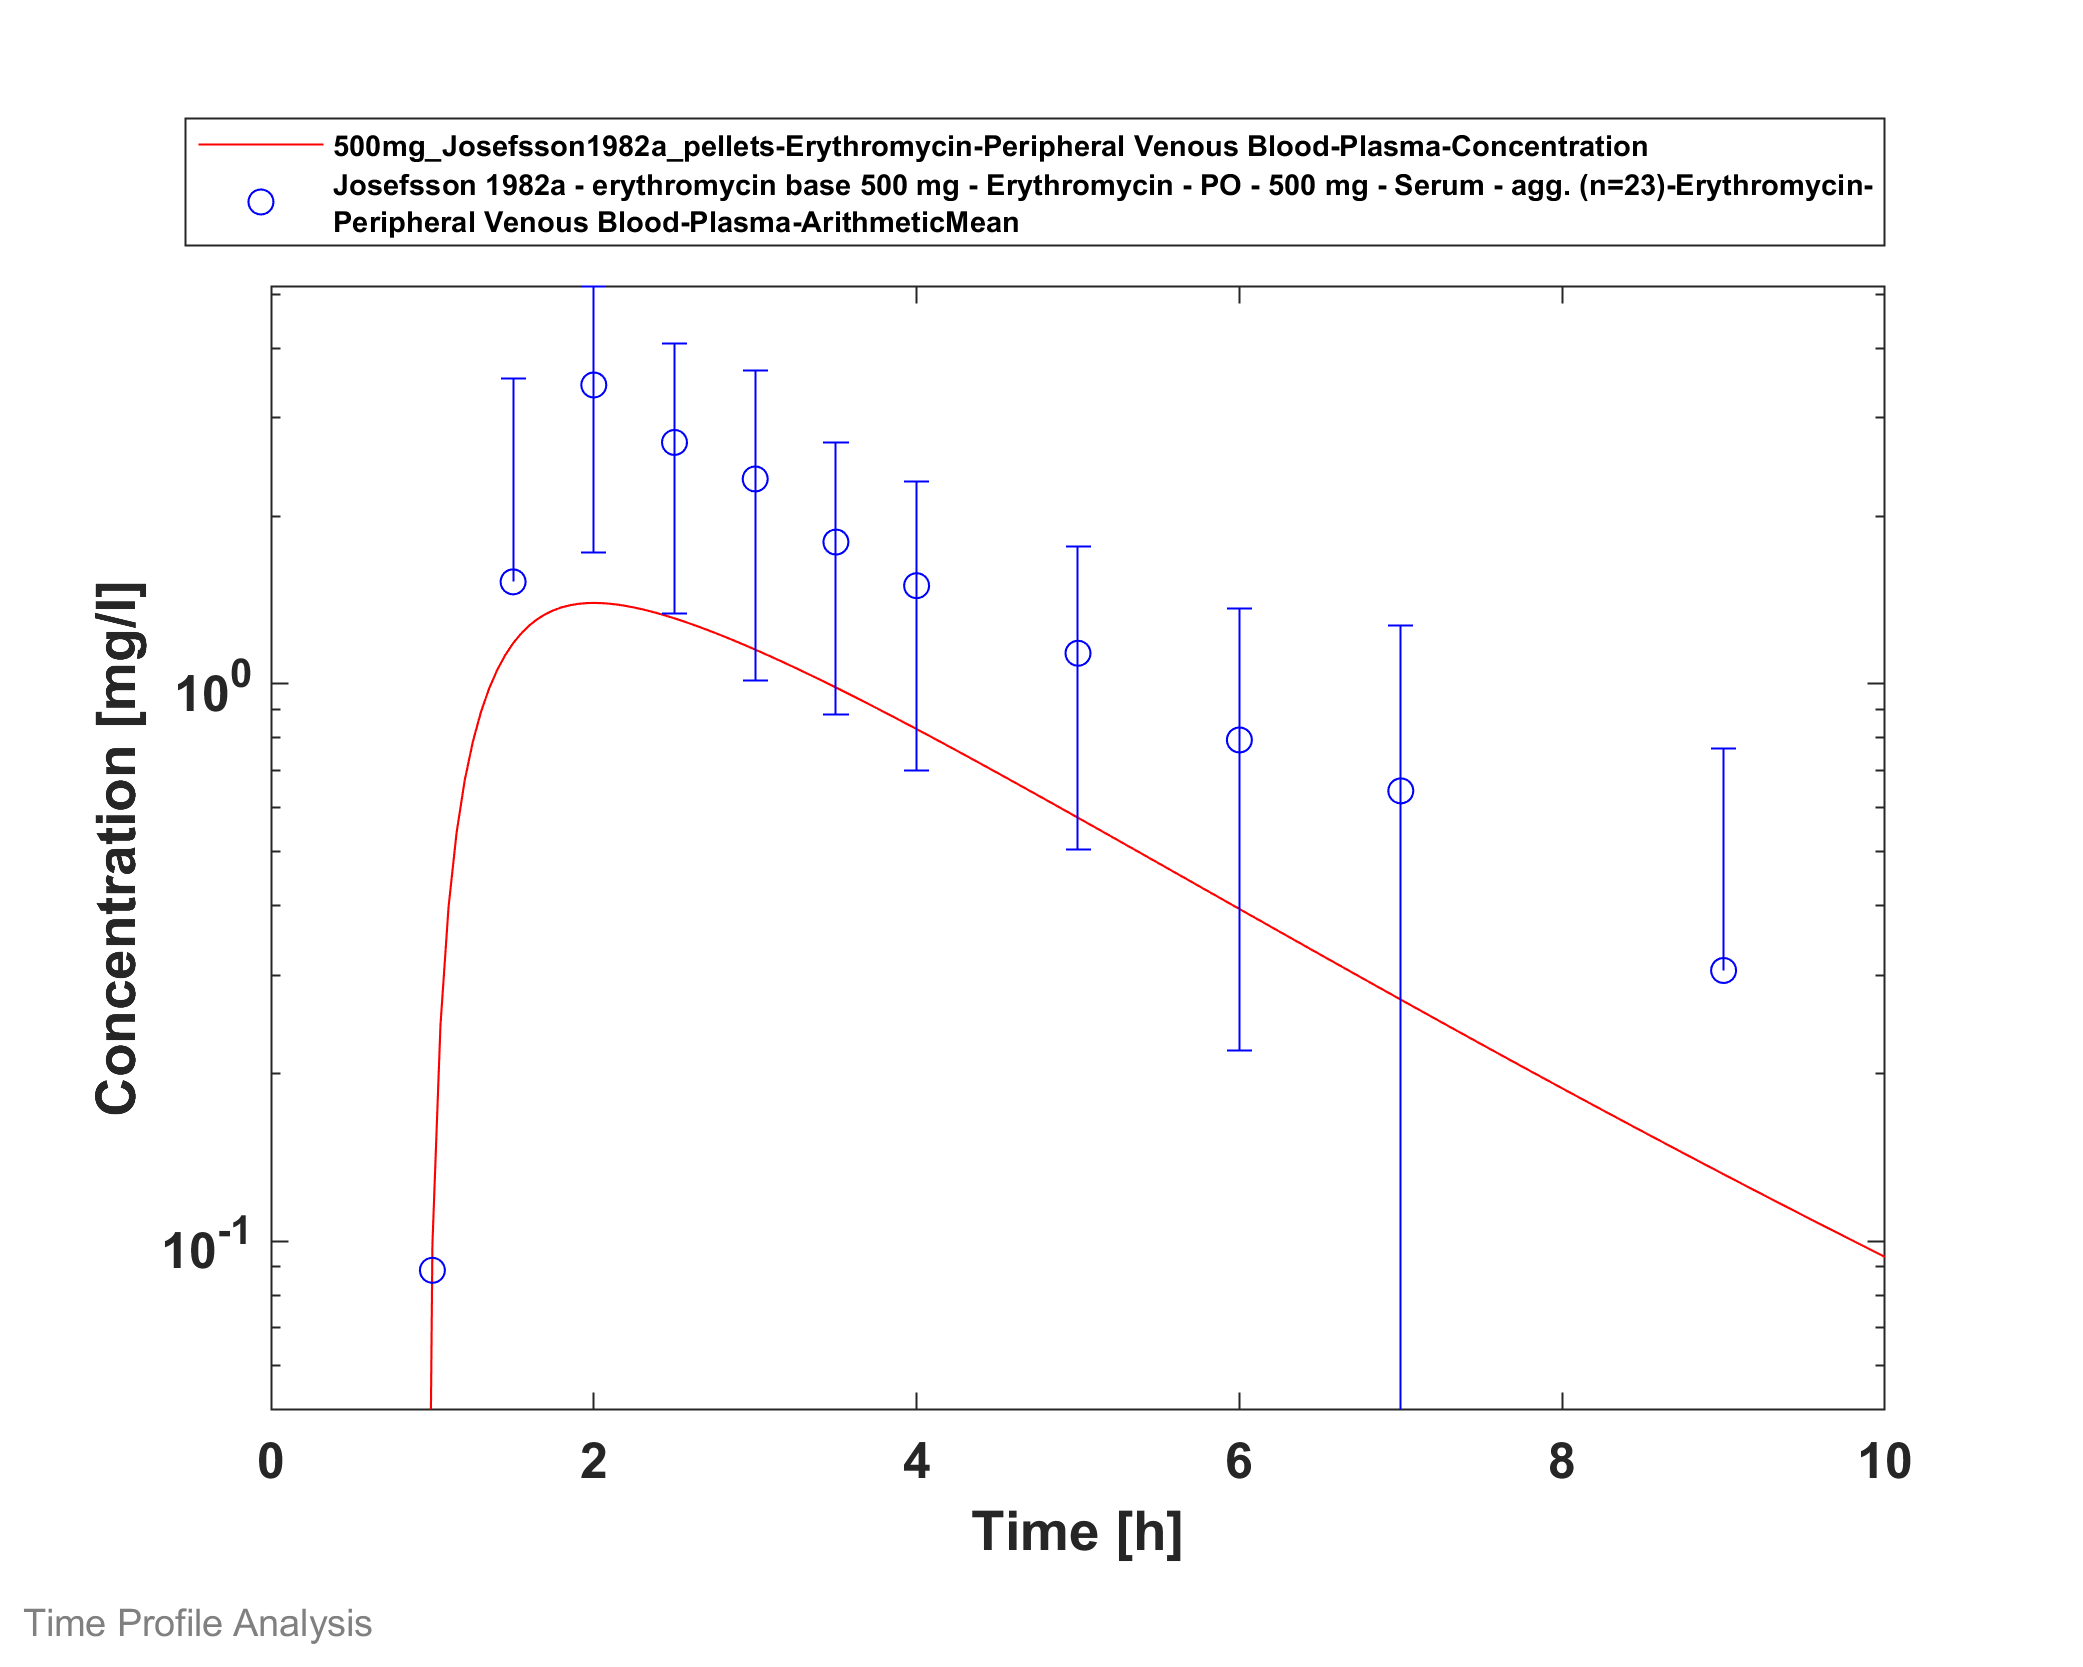 500mg_Josefsson1982a_pellets-Erythromycin-Peripheral Venous Blood-Plasma-Concentration
Josefsson 1982a - erythromycin base 500 mg - Erythromycin - PO - 500 mg - Serum - agg. (n=23)-Erythromycin-
Peripheral Venous Blood-Plasma-ArithmeticMean
Concentration [mg/l]
10^0
10^-1
0 2 4 6 8 10
Time [h]
Time Profile Analysis